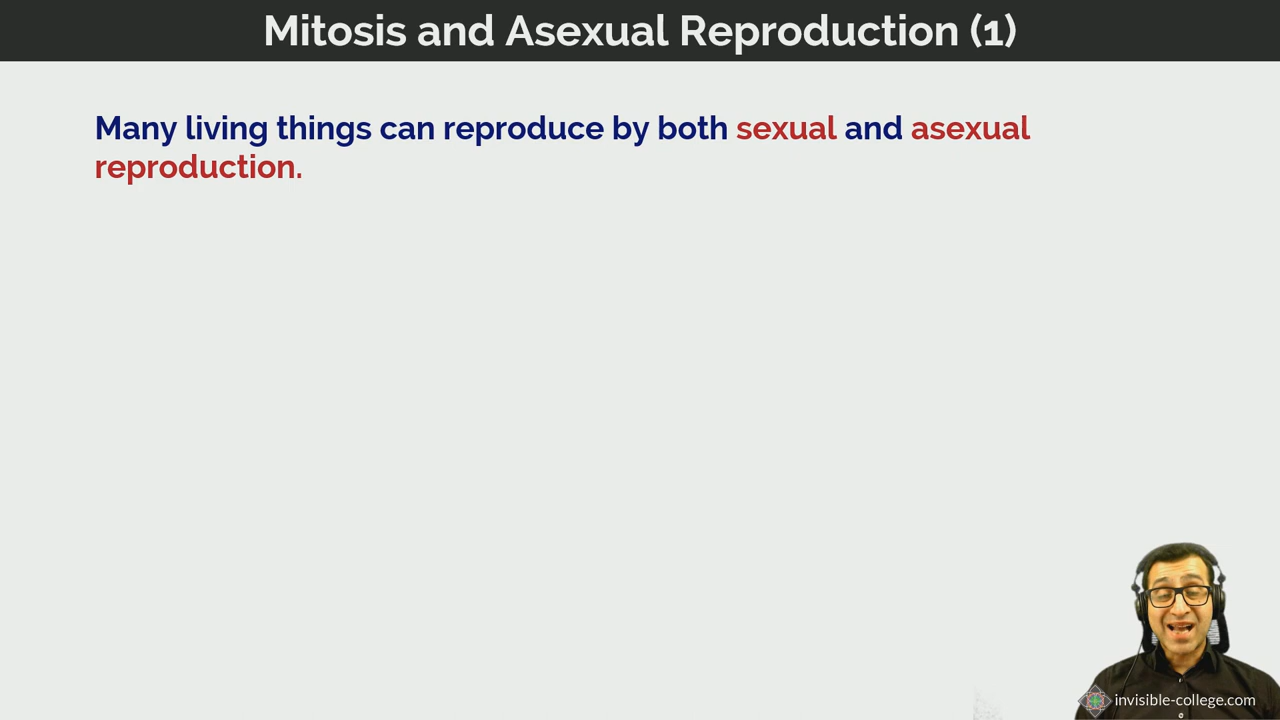 Mitosis and Asexual Reproduction (1)
Many living things can reproduce by both sexual and asexual
reproduction.
invisible-college.com